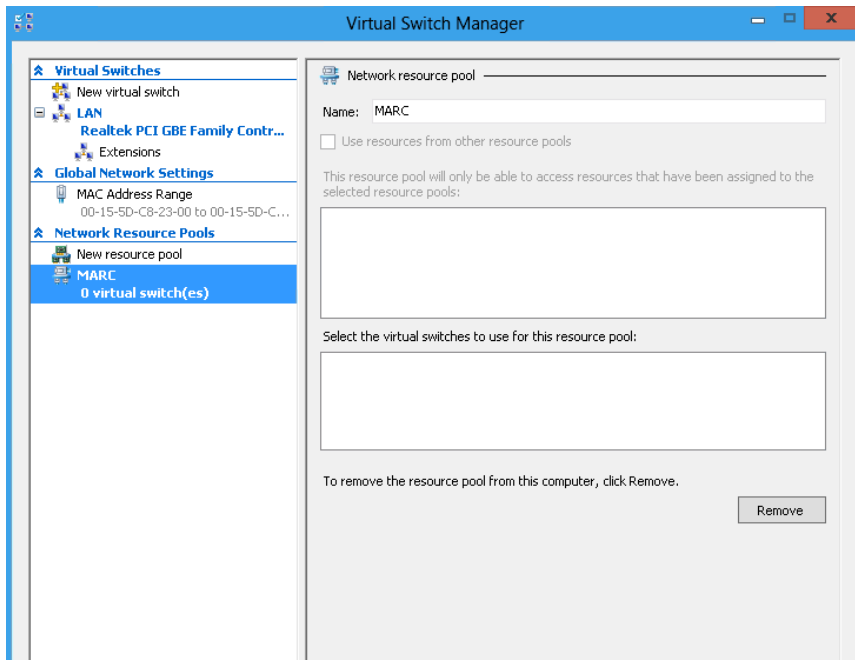 Virtual Switch Manager
Virtual Switches
New virtual switch
LAN
Realtek PCI GBE Family Contr...
Extensions
Global Network Settings
MAC Address Range
00-15-5D-C8-23-00 to 00-15-5D-C...
Network Resource Pools
New resource pool
MARC
0 virtual switch(es)
Network resource pool
Name: MARC
Use resources from other resource pools
This resource pool will only be able to access resources that have been assigned to the
selected resource pools:
Select the virtual switches to use for this resource pool:
To remove the resource pool from this computer, click Remove.
Remove